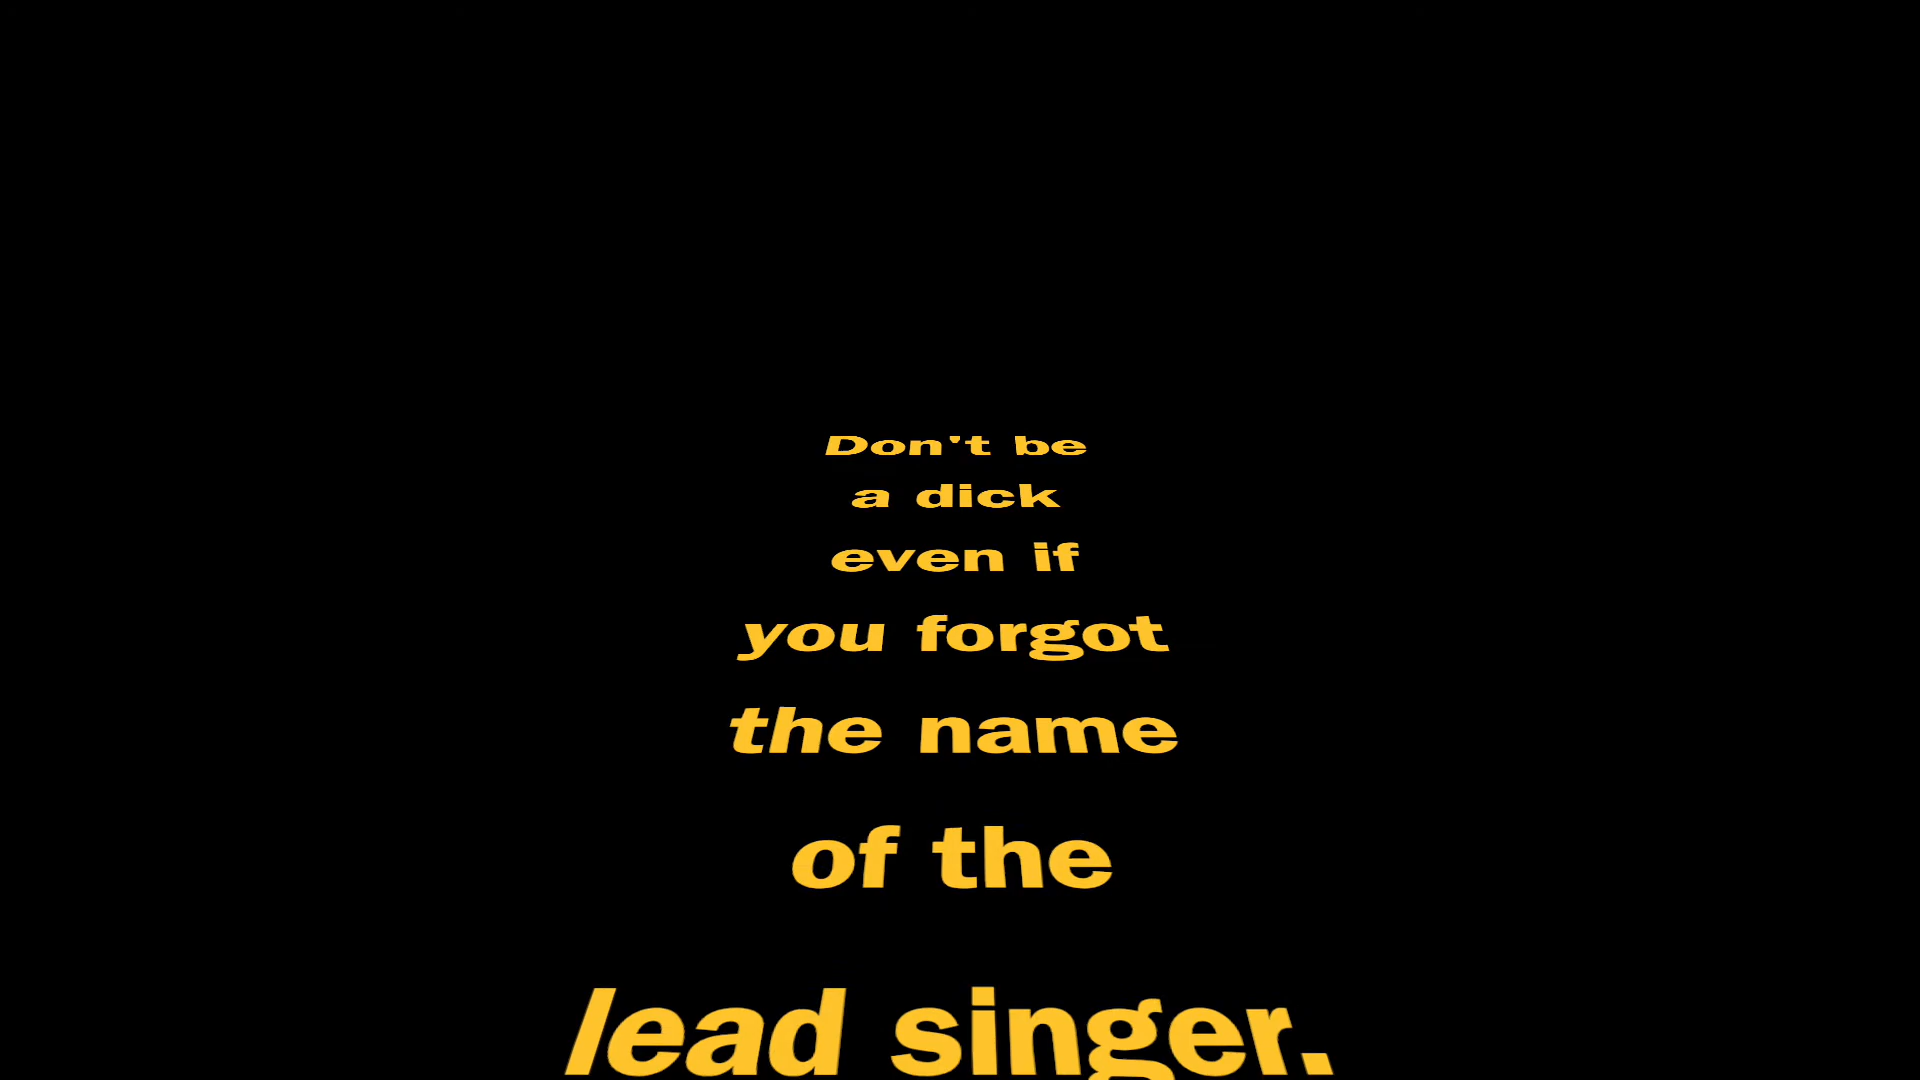 Don't be
a dick
even if
you forgot
the name
of the
lead singer.